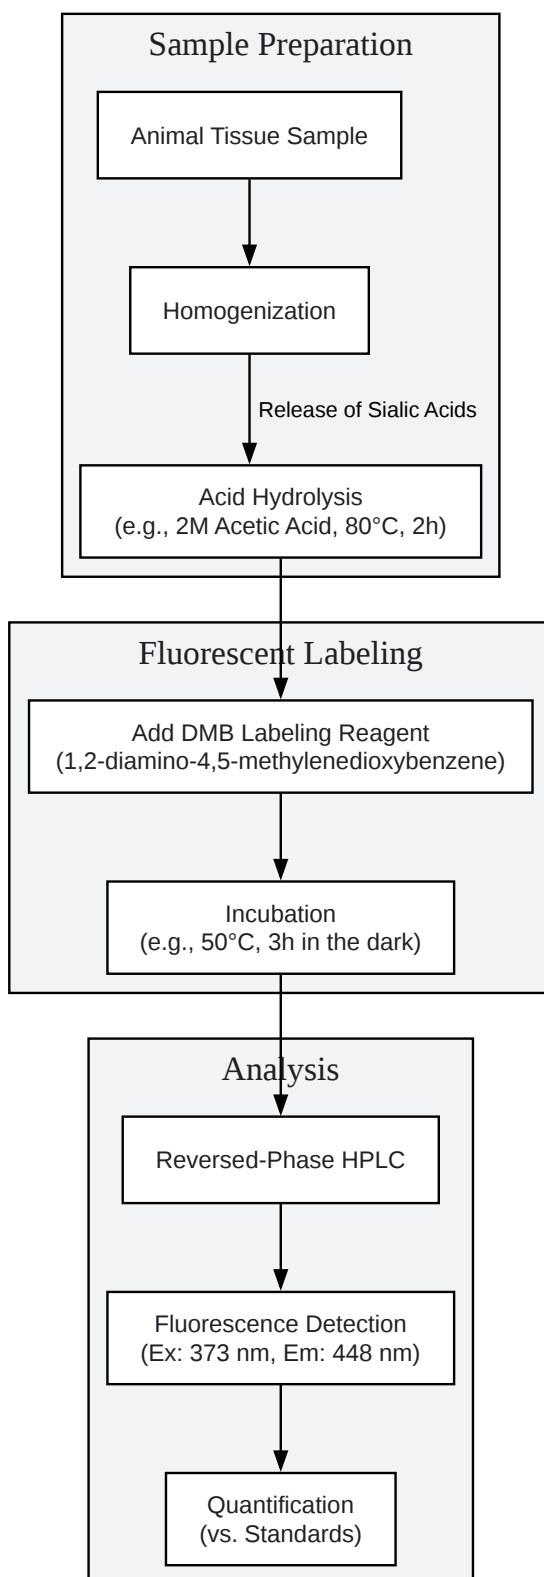 Sample Preparation
Animal Tissue Sample
Homogenization
Release of Sialic Acids
Acid Hydrolysis
(e.g., 2M Acetic Acid, 80°C, 2h)
Fluorescent Labeling
Add DMB Labeling Reagent
(1,2-diamino-4,5-methylenedioxybenzene)
Incubation
(e.g., 50°C, 3h in the dark)
Analysis
Reversed-Phase HPLC
Fluorescence Detection
(Ex: 373 nm, Em: 448 nm)
Quantification
(vs. Standards)